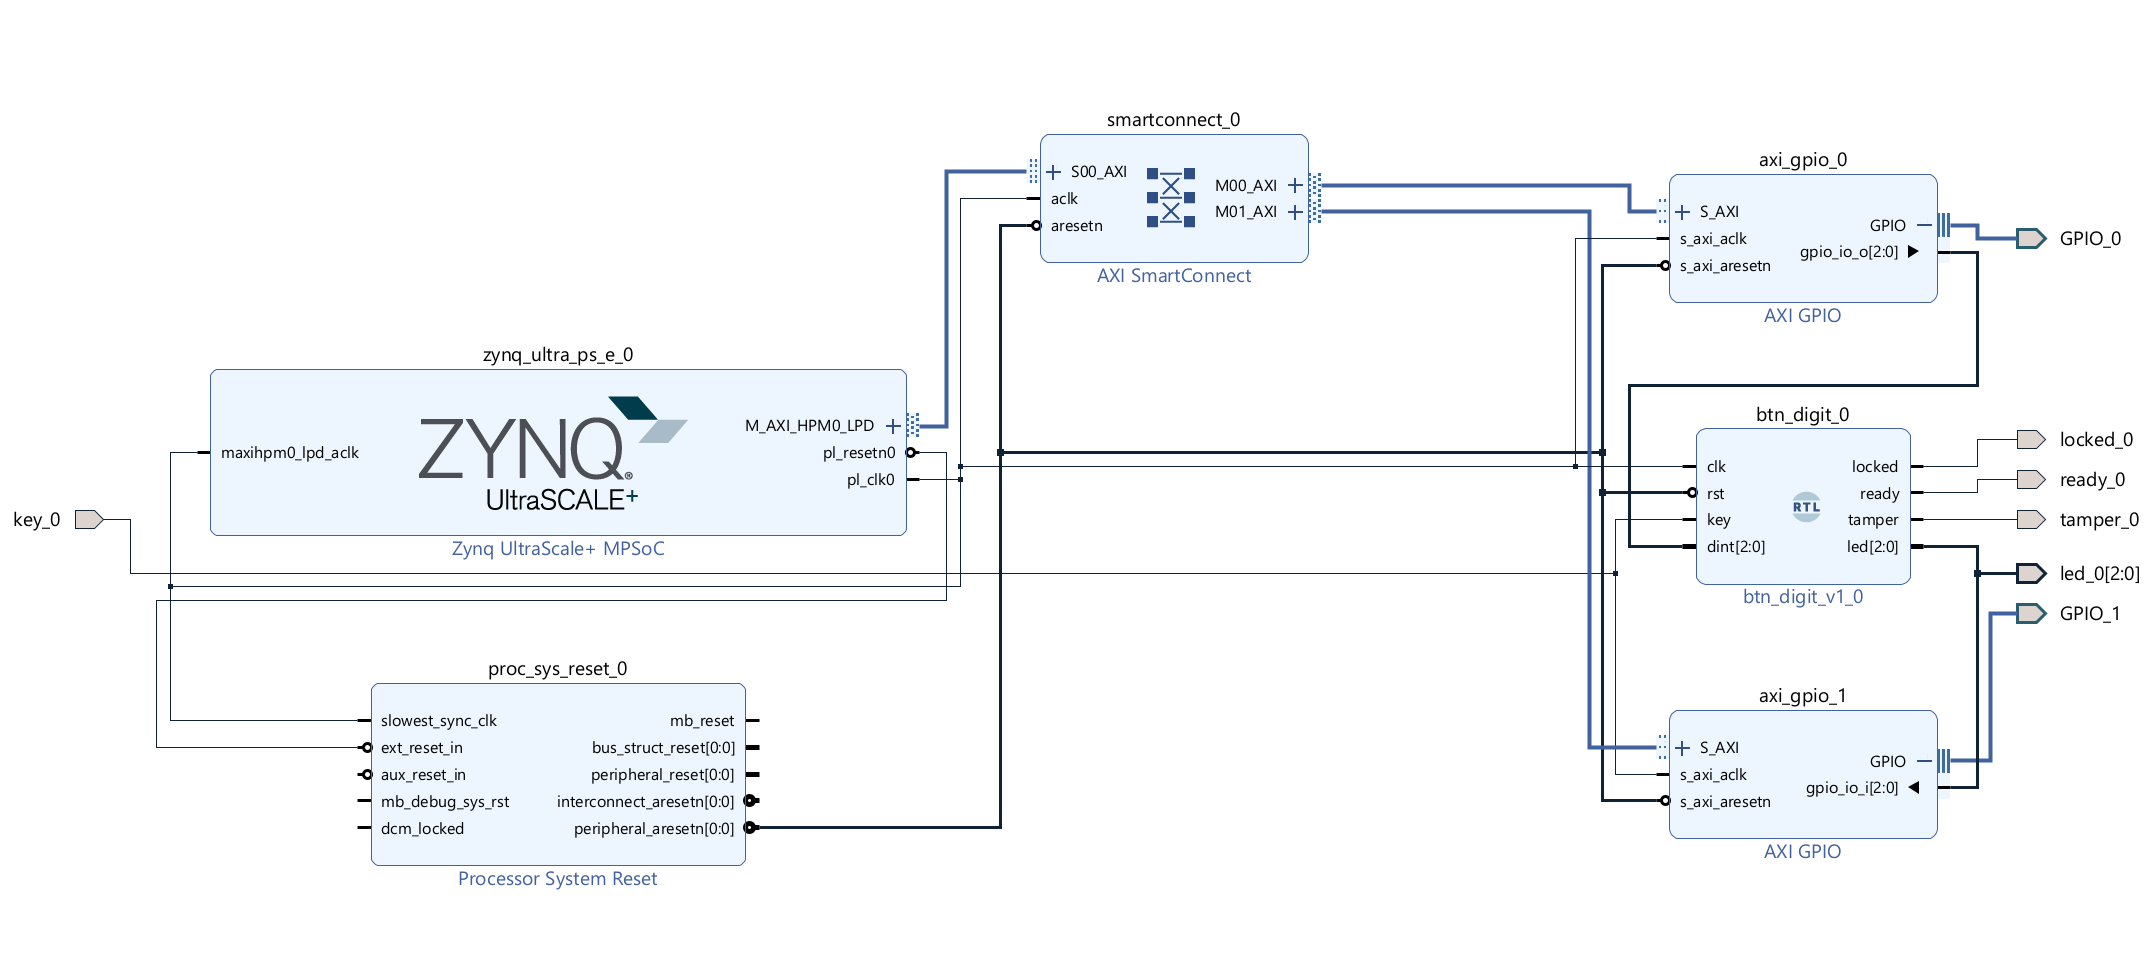 smartconnect_0
S00_AXI
aclk
aresetn
M00_AXI
M01_AXI
AXI SmartConnect
axi_gpio_0
S_AXI
s_axi_aclk
s_axi_aresetn
GPIO
gpio_io_o[2:0]
AXI GPIO
GPIO_0
zynq_ultra_ps_e_0
maxihpm0_lpd_aclk
ZYNQ®
UltraSCALE+
M_AXI_HPM0_LPD
pl_resetn0
pl_clk0
Zynq UltraScale+ MPSoC
key_0
btn_digit_0
clk
rst
key
dint[2:0]
RTL
locked
ready
tamper
led[2:0]
btn_digit_v1_0
locked_0
ready_0
tamper_0
led_0[2:0]
GPIO_1
proc_sys_reset_0
slowest_sync_clk
ext_reset_in
aux_reset_in
mb_debug_sys_rst
dcm_locked
mb_reset
bus_struct_reset[0:0]
peripheral_reset[0:0]
interconnect_aresetn[0:0]
peripheral_aresetn[0:0]
Processor System Reset
axi_gpio_1
S_AXI
s_axi_aclk
s_axi_aresetn
GPIO
gpio_io_i[2:0]
AXI GPIO